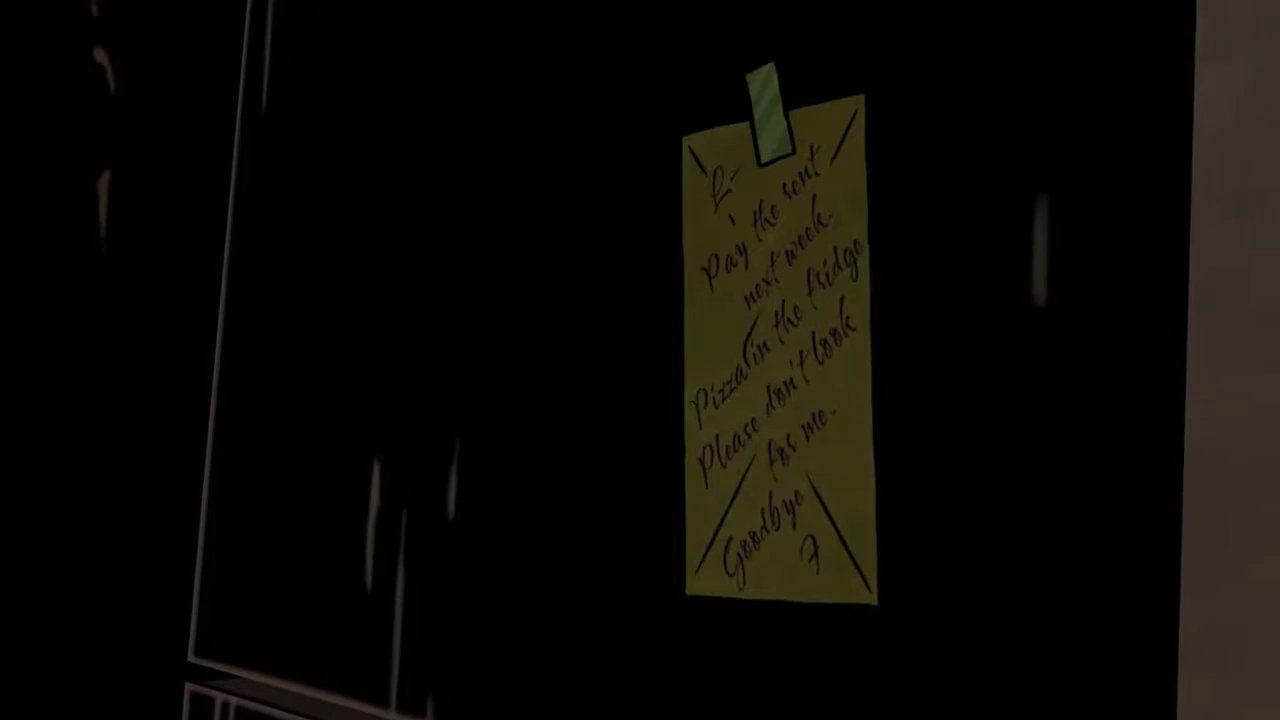 E-
Pay the rent
next week.
Pizza in the fridge
Please don't look
for me.
Goodbye
F